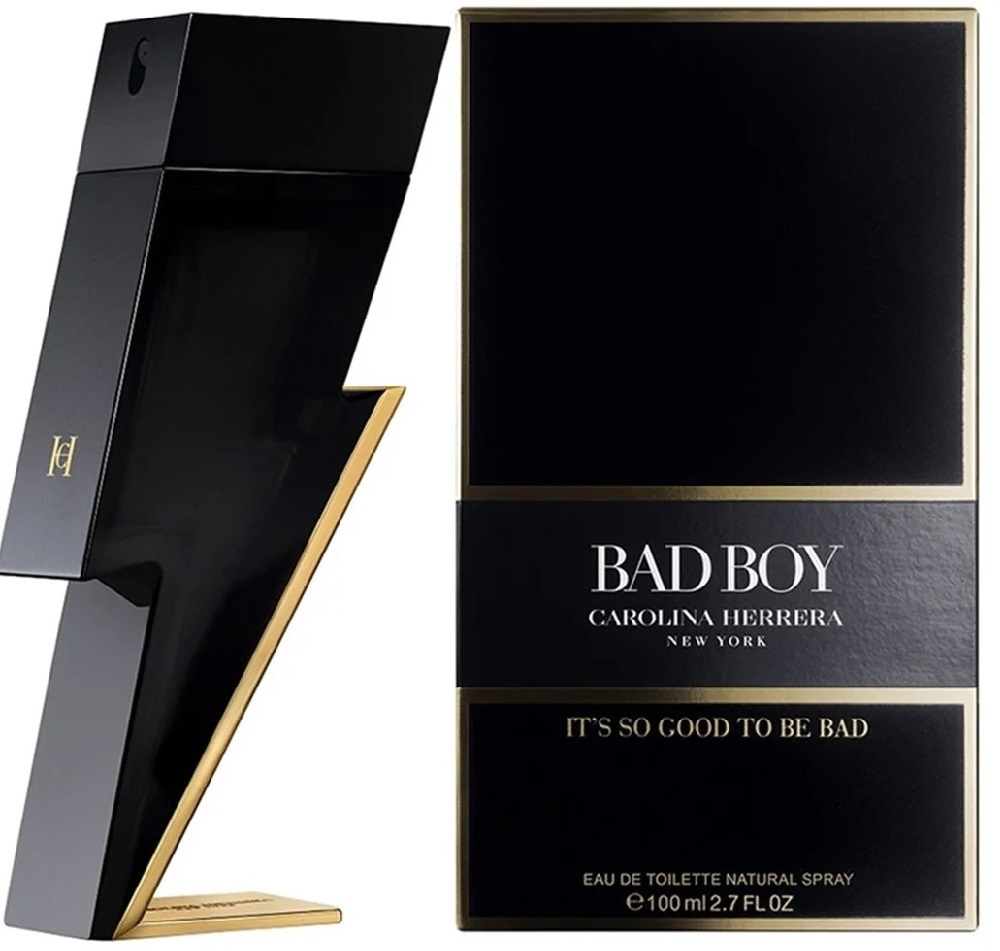 CH
BAD BOY
CAROLINA HERRERA
NEW YORK
IT'S SO GOOD TO BE BAD
EAU DE TOILETTE NATURAL SPRAY
℮100 ml 2.7 FL OZ